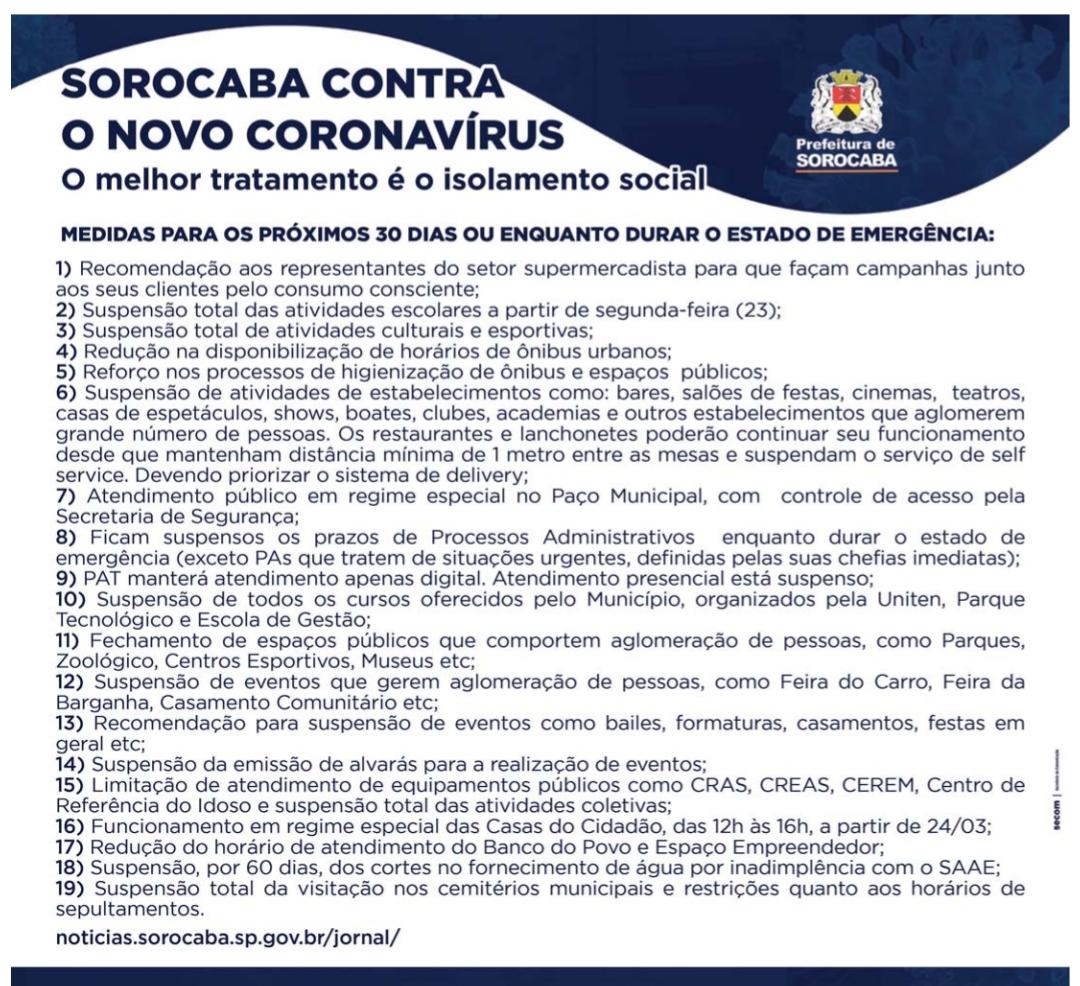 SOROCABA CONTRA
O NOVO CORONAVÍRUS
O melhor tratamento é o isolamento social
Prefeitura de
SOROCABA
MEDIDAS PARA OS PRÓXIMOS 30 DIAS OU ENQUANTO DURAR O ESTADO DE EMERGÊNCIA:
1) Recomendação aos representantes do setor supermercadista para que façam campanhas junto
aos seus clientes pelo consumo consciente;
2) Suspensão total das atividades escolares a partir de segunda-feira (23);
3) Suspensão total de atividades culturais e esportivas;
4) Redução na disponibilização de horários de ônibus urbanos;
5) Reforço nos processos de higienização de ônibus e espaços públicos;
6) Suspensão de atividades de estabelecimentos como: bares, salões de festas, cinemas, teatros,
casas de espetáculos, shows, boates, clubes, academias e outros estabelecimentos que aglomerem
grande número de pessoas. Os restaurantes e lanchonetes poderão continuar seu funcionamento
desde que mantenham distância mínima de 1 metro entre as mesas e suspendam o serviço de self
service. Devendo priorizar o sistema de delivery;
7) Atendimento público em regime especial no Paço Municipal, com controle de acesso pela
Secretaria de Segurança;
8) Ficam suspensos os prazos de Processos Administrativos enquanto durar o estado de
emergência (exceto PAs que tratem de situações urgentes, definidas pelas suas chefias imediatas);
9) PAT manterá atendimento apenas digital. Atendimento presencial está suspenso;
10) Suspensão de todos os cursos oferecidos pelo Município, organizados pela Uniten, Parque
Tecnológico e Escola de Gestão;
11) Fechamento de espaços públicos que comportem aglomeração de pessoas, como Parques,
Zoológico, Centros Esportivos, Museus etc;
12) Suspensão de eventos que gerem aglomeração de pessoas, como Feira do Carro, Feira da
Barganha, Casamento Comunitário etc;
13) Recomendação para suspensão de eventos como bailes, formaturas, casamentos, festas em
geral etc;
14) Suspensão da emissão de alvarás para a realização de eventos;
15) Limitação de atendimento de equipamentos públicos como CRAS, CREAS, CEREM, Centro de
Referência do Idoso e suspensão total das atividades coletivas;
16) Funcionamento em regime especial das Casas do Cidadão, das 12h às 16h, a partir de 24/03;
17) Redução do horário de atendimento do Banco do Povo e Espaço Empreendedor;
18) Suspensão, por 60 dias, dos cortes no fornecimento de água por inadimplência com o SAAE;
19) Suspensão total da visitação nos cemitérios municipais e restrições quanto aos horários de
sepultamentos.
noticias.sorocaba.sp.gov.br/jornal/
secom